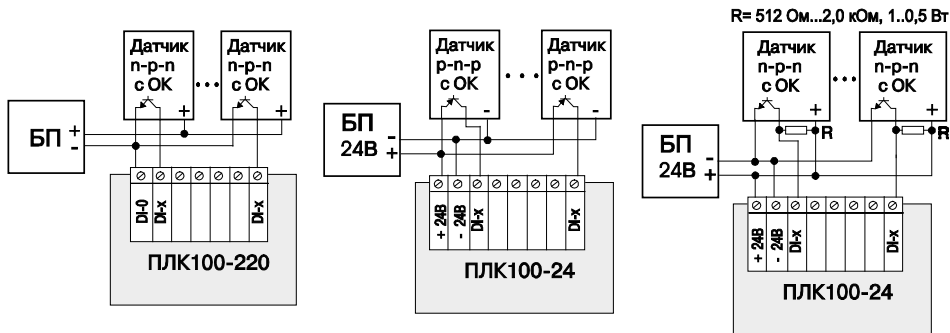 R= 512 Ом...2,0 кОм, 1..0,5 Вт
Датчик
n-p-n
с ОК
+
...
Датчик
n-p-n
с ОК
+
БП
+
-
DI-0
DI-x
DI-x
ПЛК100-220
Датчик
p-n-p
с ОК
-
...
Датчик
p-n-p
с ОК
-
БП
24В
-
+
+ 24В
- 24В
DI-x
DI-x
ПЛК100-24
Датчик
n-p-n
с ОК
+
...
Датчик
n-p-n
с ОК
+
R
R
БП
24В
-
+
+ 24В
- 24В
DI-x
DI-x
ПЛК100-24